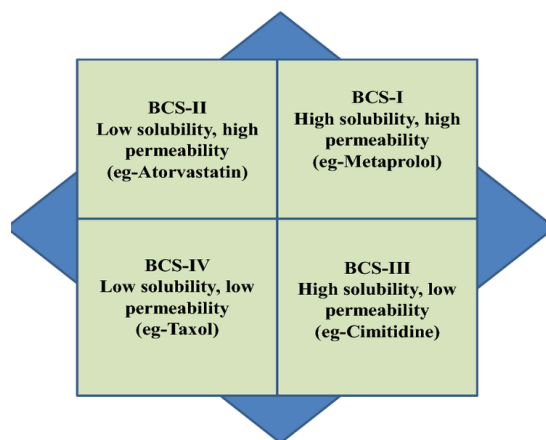 BCS-II
Low solubility, high
permeability
(eg-Atorvastatin)
BCS-I
High solubility, high
permeability
(eg-Metaprolol)
BCS-IV
Low solubility, low
permeability
(eg-Taxol)
BCS-III
High solubility, low
permeability
(eg-Cimitidine)